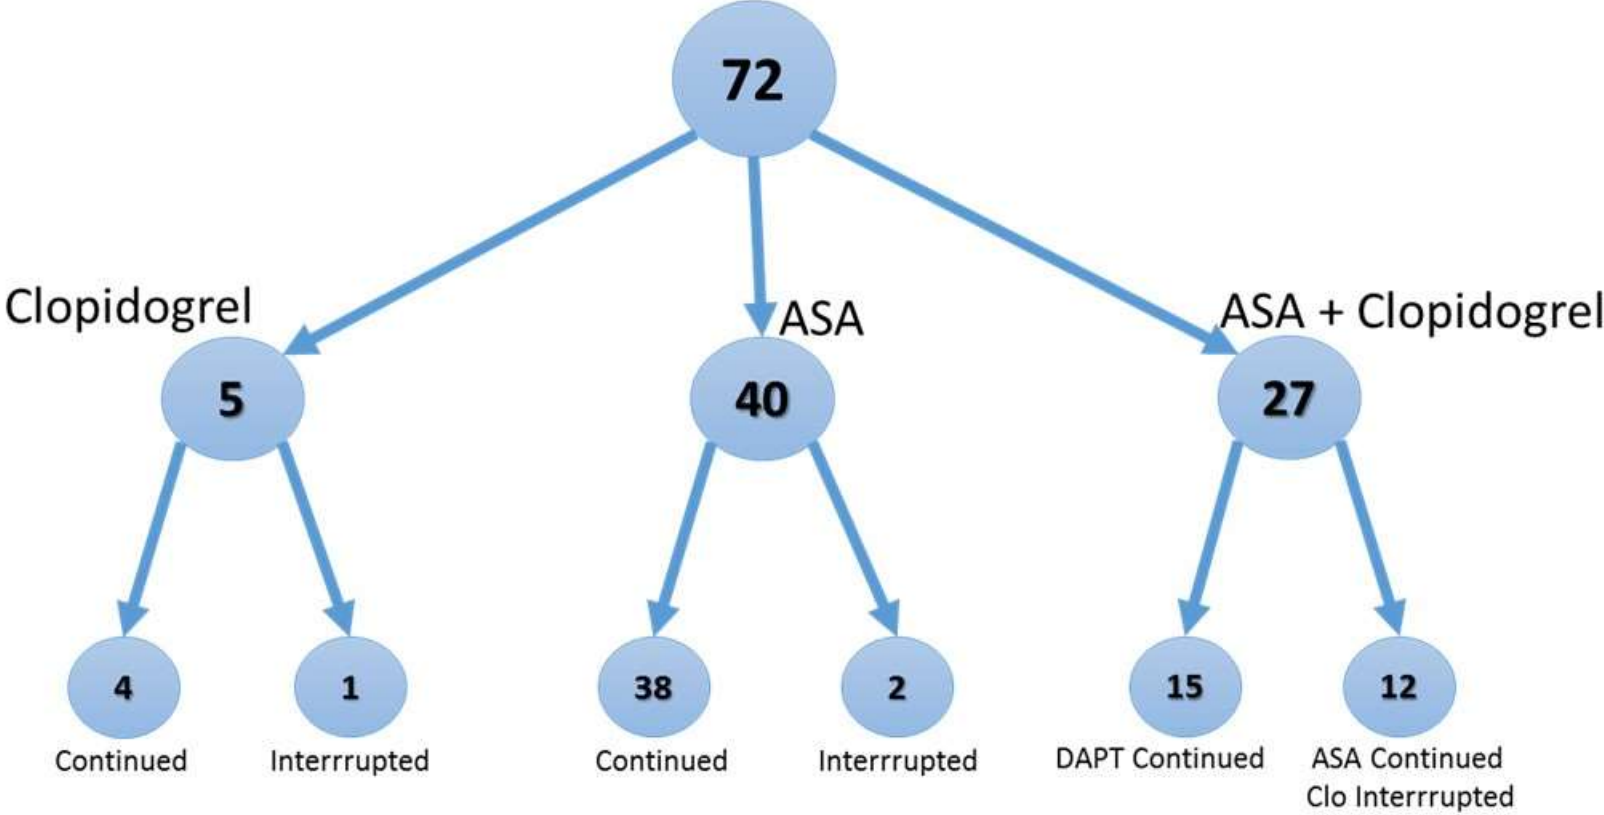 72
Clopidogrel
ASA
ASA + Clopidogrel
5
40
27
4
1
38
2
15
12
Continued
Interrrupted
Continued
Interrrupted
DAPT Continued
ASA Continued
Clo Interrrupted